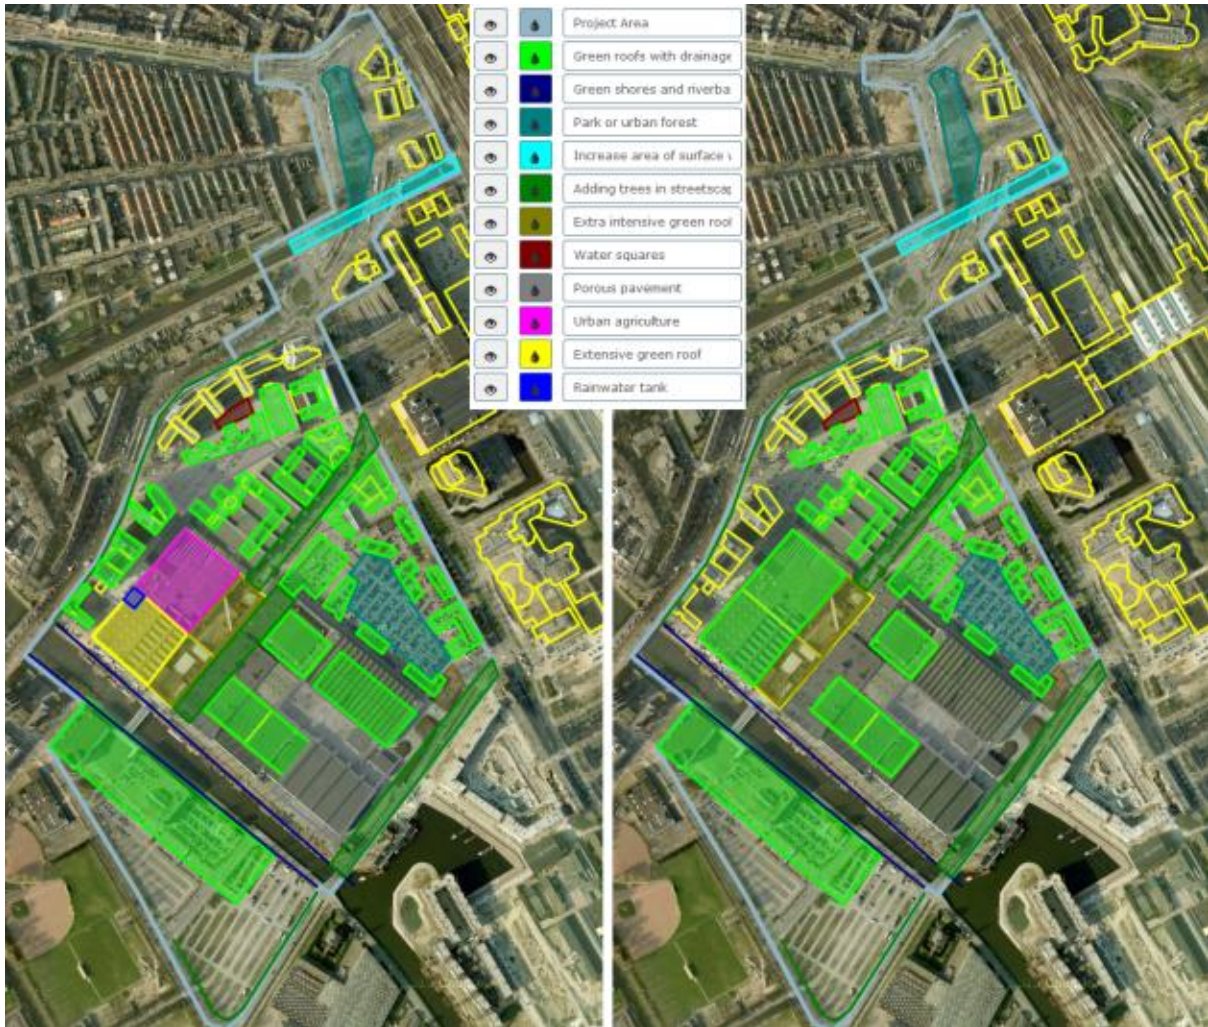 Project Area
Green roofs with drainage
Green shores and riverba
Park or urban forest
Increase area of surface
Adding trees in streetscap
Extra intensive green roof
Water squares
Porous pavement
Urban agriculture
Extensive green roof
Rainwater tank